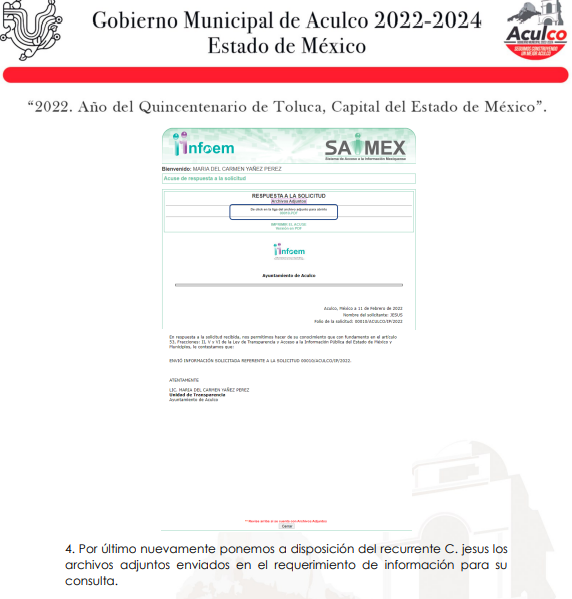 Gobierno Municipal de Aculco 2022-2024
Estado de México
Aculco
“2022. Año del Quincentenario de Toluca, Capital del Estado de México”.
infoem
SAIMEX
Sistema de Acceso a la Información Mexiquense
Bienvenido: MARIA DEL CARMEN YAÑEZ PEREZ
Acuse de respuesta a la solicitud
RESPUESTA A LA SOLICITUD
Archivos Adjuntos
De click en la liga del archivo adjunto para abrirlo
IMPRIMIR EL ACUSE
infoem
Ayuntamiento de Aculco
Aculco, México a 11 de Febrero de 2022
Nombre del solicitante: JESUS
Folio de la solicitud: 00010/ACULCO/IP/2022
En respuesta a la solicitud recibida, nos permitimos hacer de su conocimiento que con fundamento en el artículo
53, Fracciones: II, V y VI de la Ley de Transparencia y Acceso a la Información Pública del Estado de México y
Municipios, le contestamos que:
ENVIO INFORMACIÓN SOLICITADA REFERENTE A LA SOLICITUD 00010/ACULCO/IP/2022.
ATENTAMENTE
LIC. MARIA DEL CARMEN YAÑEZ PEREZ
Unidad de Transparencia
Ayuntamiento de Aculco
Cerrar
4. Por último nuevamente ponemos a disposición del recurrente C. jesus los
archivos adjuntos enviados en el requerimiento de información para su
consulta.